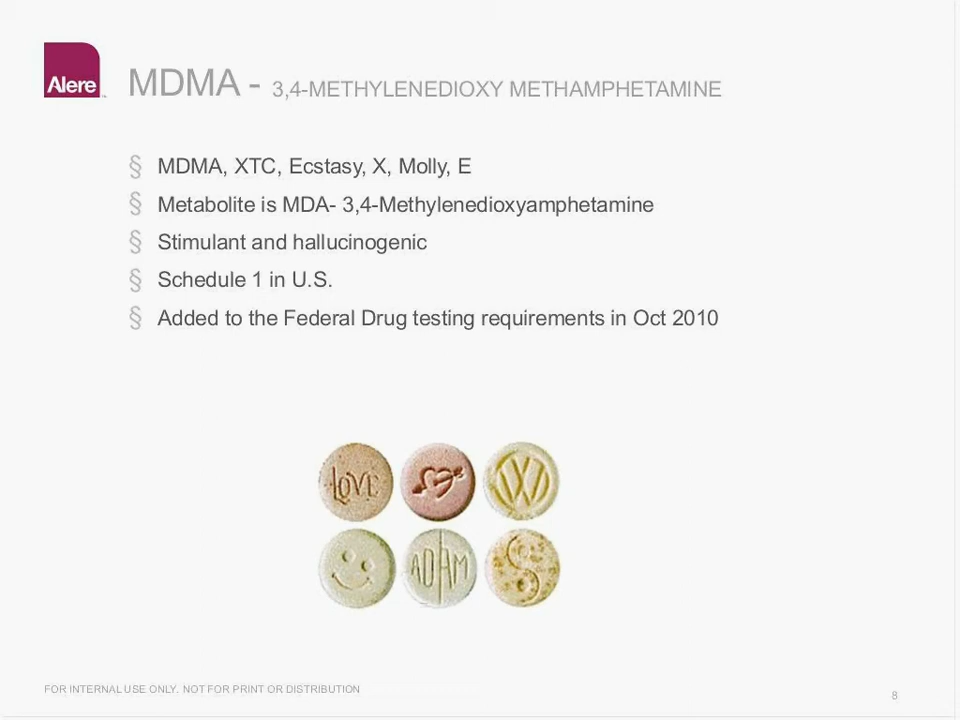 Alere
MDMA - 3,4-METHYLENEDIOXY METHAMPHETAMINE
§ MDMA, XTC, Ecstasy, X, Molly, E
§ Metabolite is MDA- 3,4-Methylenedioxyamphetamine
§ Stimulant and hallucinogenic
§ Schedule 1 in U.S.
§ Added to the Federal Drug testing requirements in Oct 2010
LOVE
ADAM
FOR INTERNAL USE ONLY. NOT FOR PRINT OR DISTRIBUTION
8